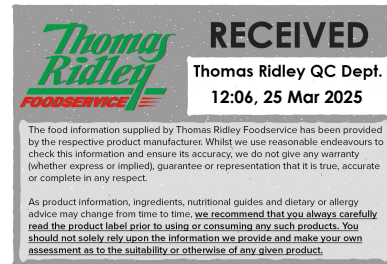 Thomas
Ridley
FOODSERVICE
RECEIVED
Thomas Ridley QC Dept.
12:06, 25 Mar 2025
The food information supplied by Thomas Ridley Foodservice has been provided
by the respective product manufacturer. Whilst we use reasonable endeavours to
check this information and ensure its accuracy, we do not give any warranty
(whether express or implied), guarantee or representation that it is true, accurate
or complete in any respect.
As product information, ingredients, nutritional guides and dietary or allergy
advice may change from time to time, we recommend that you always carefully
read the product label prior to using or consuming any such products. You
should not solely rely upon the information we provide and make your own
assessment as to the suitability or otherwise of any given product.